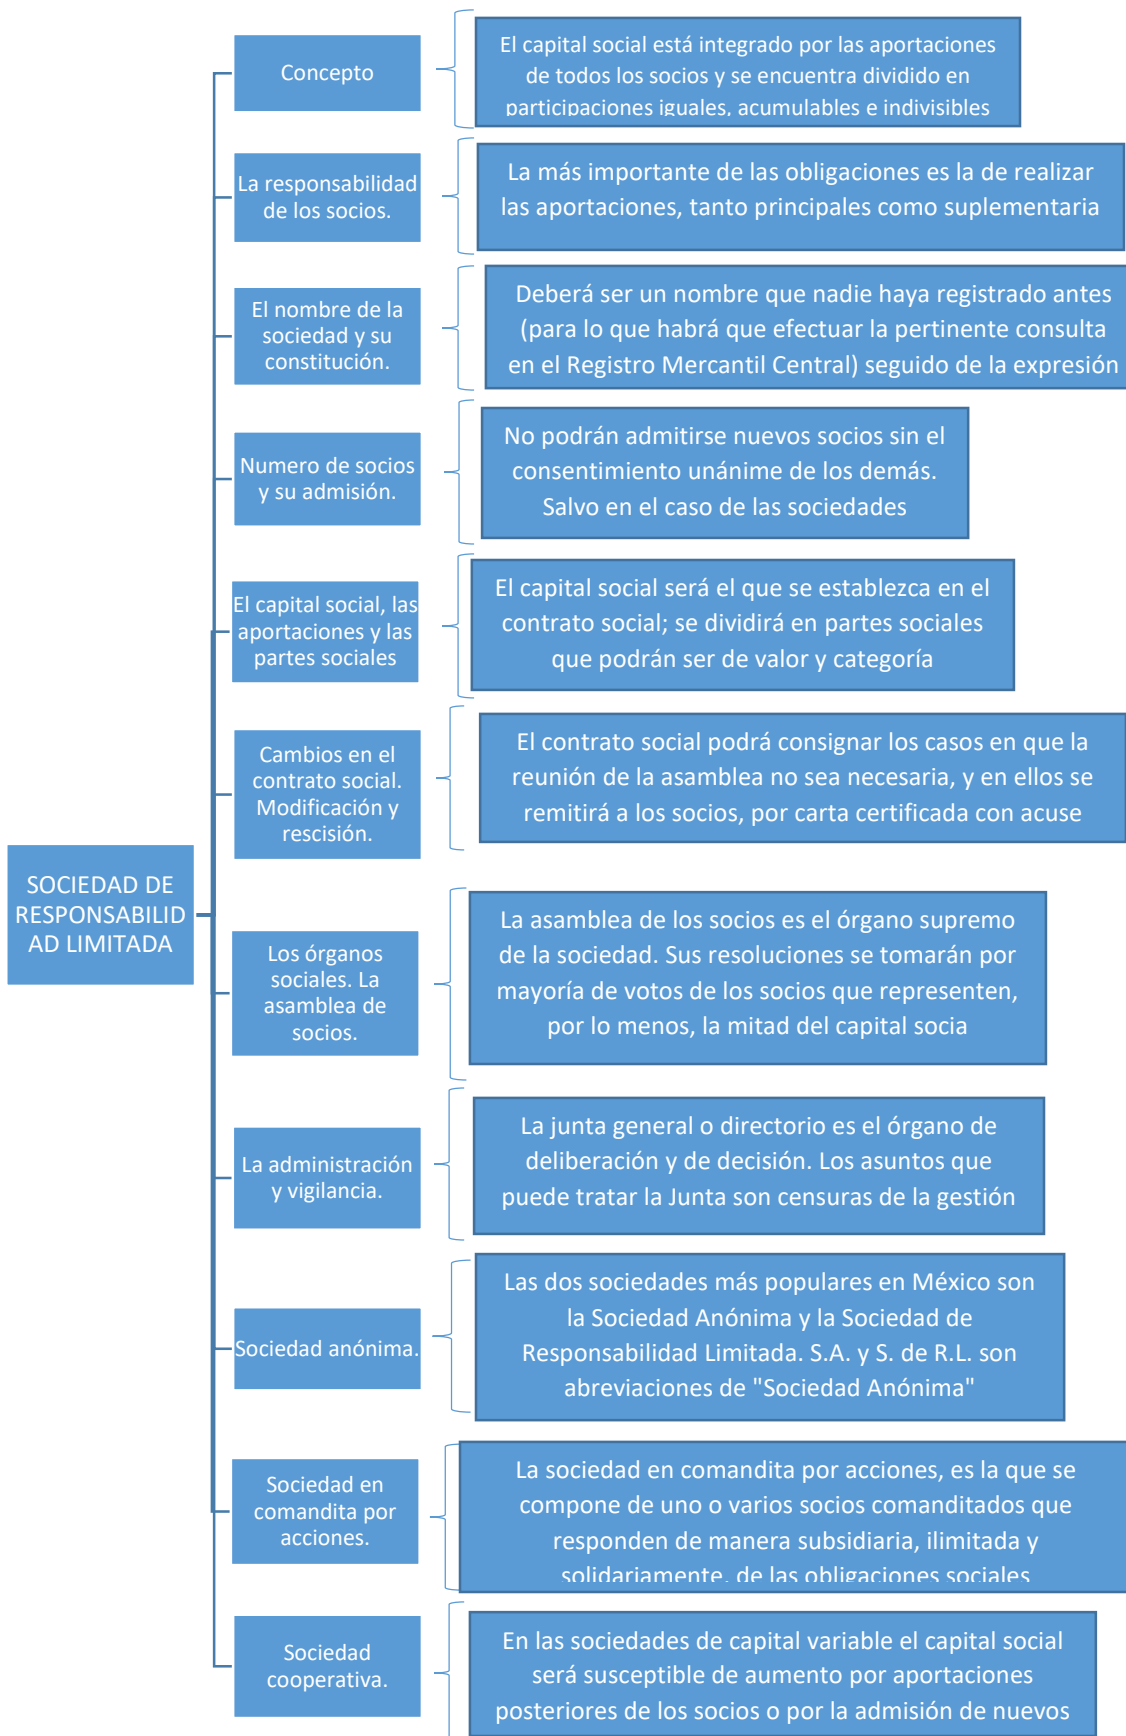 Concepto
El capital social está integrado por las aportaciones
de todos los socios y se encuentra dividido en
participaciones iguales, acumulables e indivisibles
La responsabilidad
de los socios.
La más importante de las obligaciones es la de realizar
las aportaciones, tanto principales como suplementaria
El nombre de la
sociedad y su
constitución.
Deberá ser un nombre que nadie haya registrado antes
(para lo que habrá que efectuar la pertinente consulta
en el Registro Mercantil Central) seguido de la expresión
Numero de socios
y su admisión.
No podrán admitirse nuevos socios sin el
consentimiento unánime de los demás.
Salvo en el caso de las sociedades
El capital social, las
aportaciones y las
partes sociales
El capital social será el que se establezca en el
contrato social; se dividirá en partes sociales
que podrán ser de valor y categoría
Cambios en el
contrato social.
Modificación y
rescisión.
El contrato social podrá consignar los casos en que la
reunión de la asamblea no sea necesaria, y en ellos se
remitirá a los socios, por carta certificada con acuse
SOCIEDAD DE
RESPONSABILID
AD LIMITADA
Los órganos
sociales. La
asamblea de
socios.
La asamblea de los socios es el órgano supremo
de la sociedad. Sus resoluciones se tomarán por
mayoría de votos de los socios que representen,
por lo menos, la mitad del capital socia
La administración
y vigilancia.
La junta general o directorio es el órgano de
deliberación y de decisión. Los asuntos que
puede tratar la Junta son censuras de la gestión
Sociedad anónima.
Las dos sociedades más populares en México son
la Sociedad Anónima y la Sociedad de
Responsabilidad Limitada. S.A. y S. de R.L. son
abreviaciones de "Sociedad Anónima"
Sociedad en
comandita por
acciones.
La sociedad en comandita por acciones, es la que se
compone de uno o varios socios comanditados que
responden de manera subsidiaria, ilimitada y
solidariamente, de las obligaciones sociales
Sociedad
cooperativa.
En las sociedades de capital variable el capital social
será susceptible de aumento por aportaciones
posteriores de los socios o por la admisión de nuevos